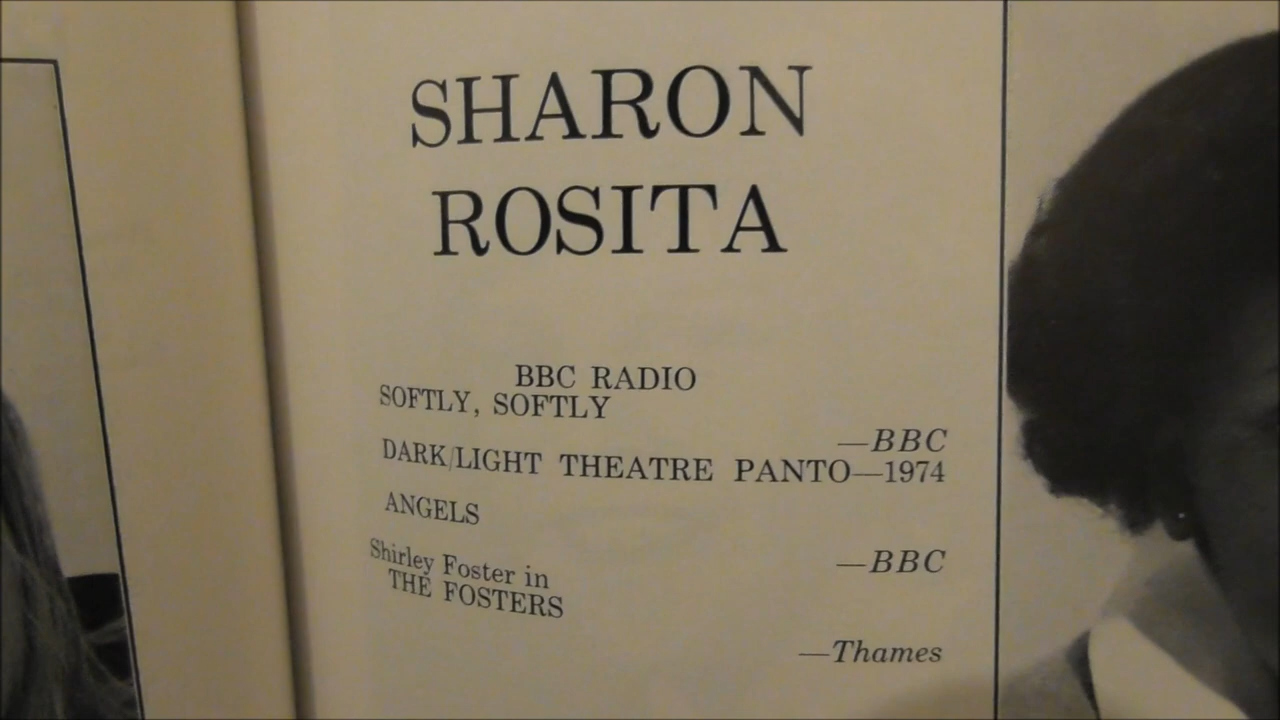 SHARON
ROSITA
BBC RADIO
SOFTLY, SOFTLY
—BBC
DARK/LIGHT THEATRE PANTO—1974
ANGELS
—BBC
Shirley Foster in
THE FOSTERS
—Thames